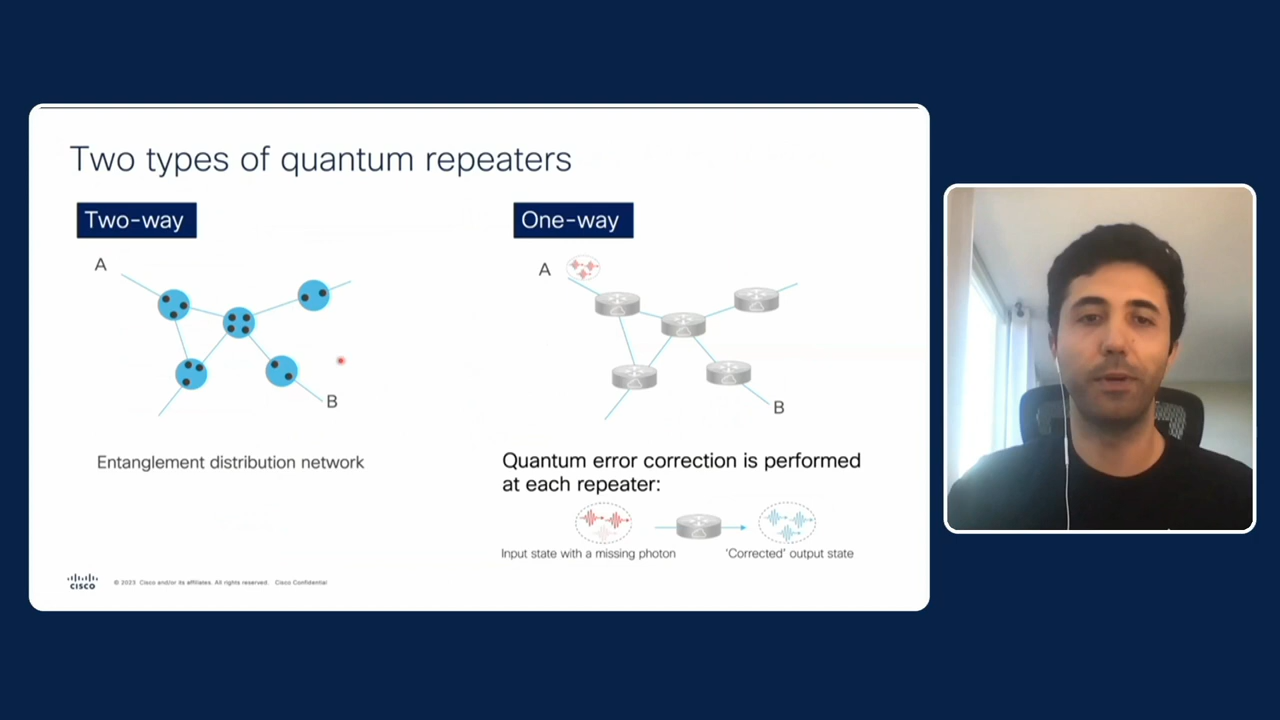 Two types of quantum repeaters
Two-way
A
B
Entanglement distribution network
One-way
A
B
Quantum error correction is performed
at each repeater:
Input state with a missing photon
'Corrected' output state
CISCO
© 2023 Cisco and/or its affiliates. All rights reserved. Cisco Confidential